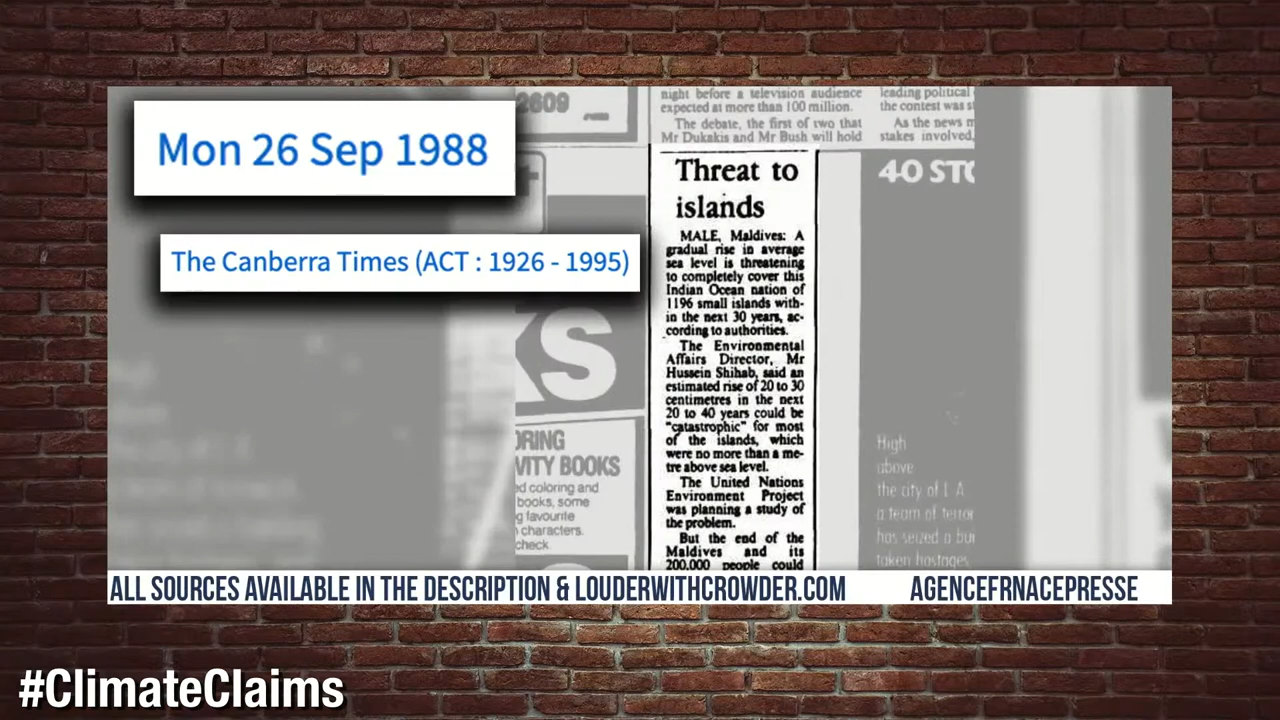 2609
night before a television audience
expected at more than 100 million.
The debate, the first of two that
Mr Dukakis and Mr Bush will hold
leading political
the contest was
As the news
stakes involved,
Mon 26 Sep 1988
The Canberra Times (ACT : 1926 - 1995)
Threat to
islands
MALE, Maldives: A
gradual rise in average
sea level is threatening
to completely cover this
Indian Ocean nation of
1196 small islands with-
in the next 30 years, ac-
cording to authorities.
The Environmental
Affairs Director, Mr
Hussein Shihab, said an
estimated rise of 20 to 30
centimetres in the next
20 to 40 years could be
"catastrophic" for most
of the islands, which
were no more than a me-
tre above sea level.
The United Nations
Environment Project
was planning a study of
the problem.
But the end of the
Maldives and its
200,000 people could
40 STO
KS
ORING
VITY BOOKS
ed coloring and
books, some
g favourite
characters.
check.
High
above
the city of L A
a team of terror
has seized a bui
taken hostages
ALL SOURCES AVAILABLE IN THE DESCRIPTION & LOUDERWITHCROWDER.COM
AGENCEFRNACEPRESSE
#ClimateClaims